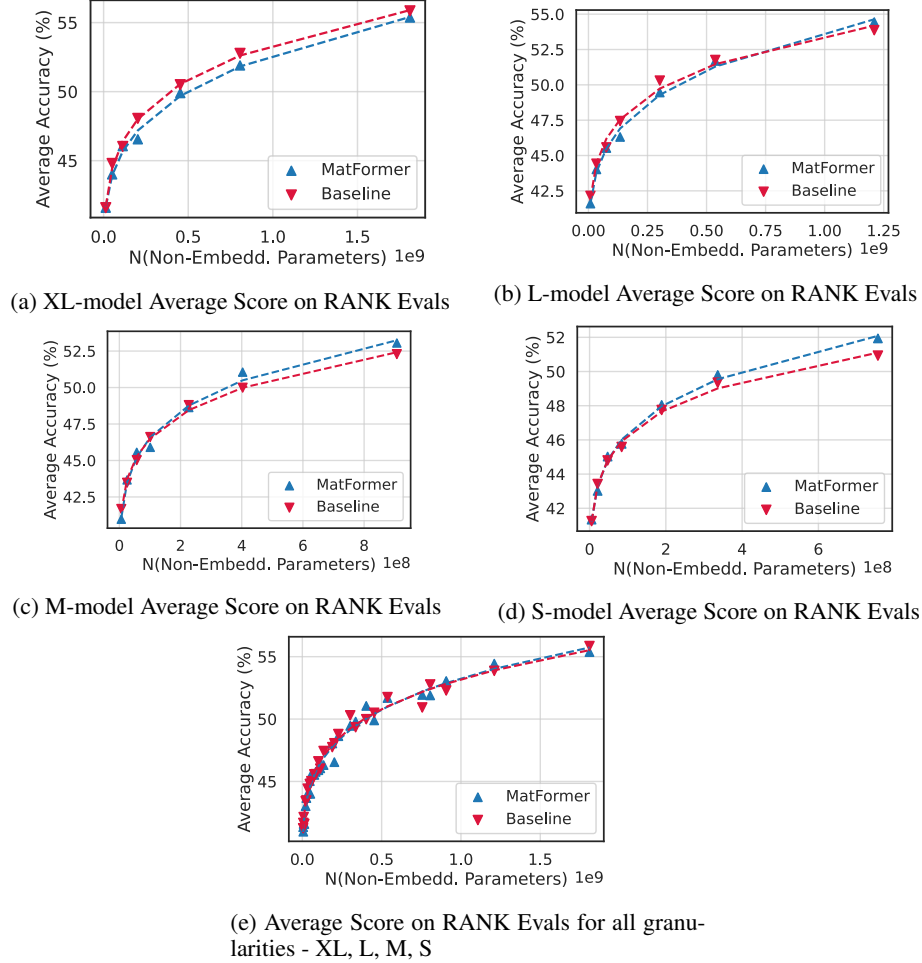 55
50
45
Average Accuracy (%)
MatFormer
Baseline
0.0 0.5 1.0 1.5
N(Non-Embedd. Parameters) 1e9
(a) XL-model Average Score on RANK Evals
55.0
52.5
50.0
47.5
45.0
42.5
Average Accuracy (%)
MatFormer
Baseline
0.00 0.25 0.50 0.75 1.00 1.25
N(Non-Embedd. Parameters) 1e9
(b) L-model Average Score on RANK Evals
52.5
50.0
47.5
45.0
42.5
Average Accuracy (%)
MatFormer
Baseline
0 2 4 6 8
N(Non-Embedd. Parameters) 1e8
(c) M-model Average Score on RANK Evals
52
50
48
46
44
42
Average Accuracy (%)
MatFormer
Baseline
0 2 4 6
N(Non-Embedd. Parameters) 1e8
(d) S-model Average Score on RANK Evals
55
50
45
Average Accuracy (%)
MatFormer
Baseline
0.0 0.5 1.0 1.5
N(Non-Embedd. Parameters) 1e9
(e) Average Score on RANK Evals for all granu-
larities - XL, L, M, S